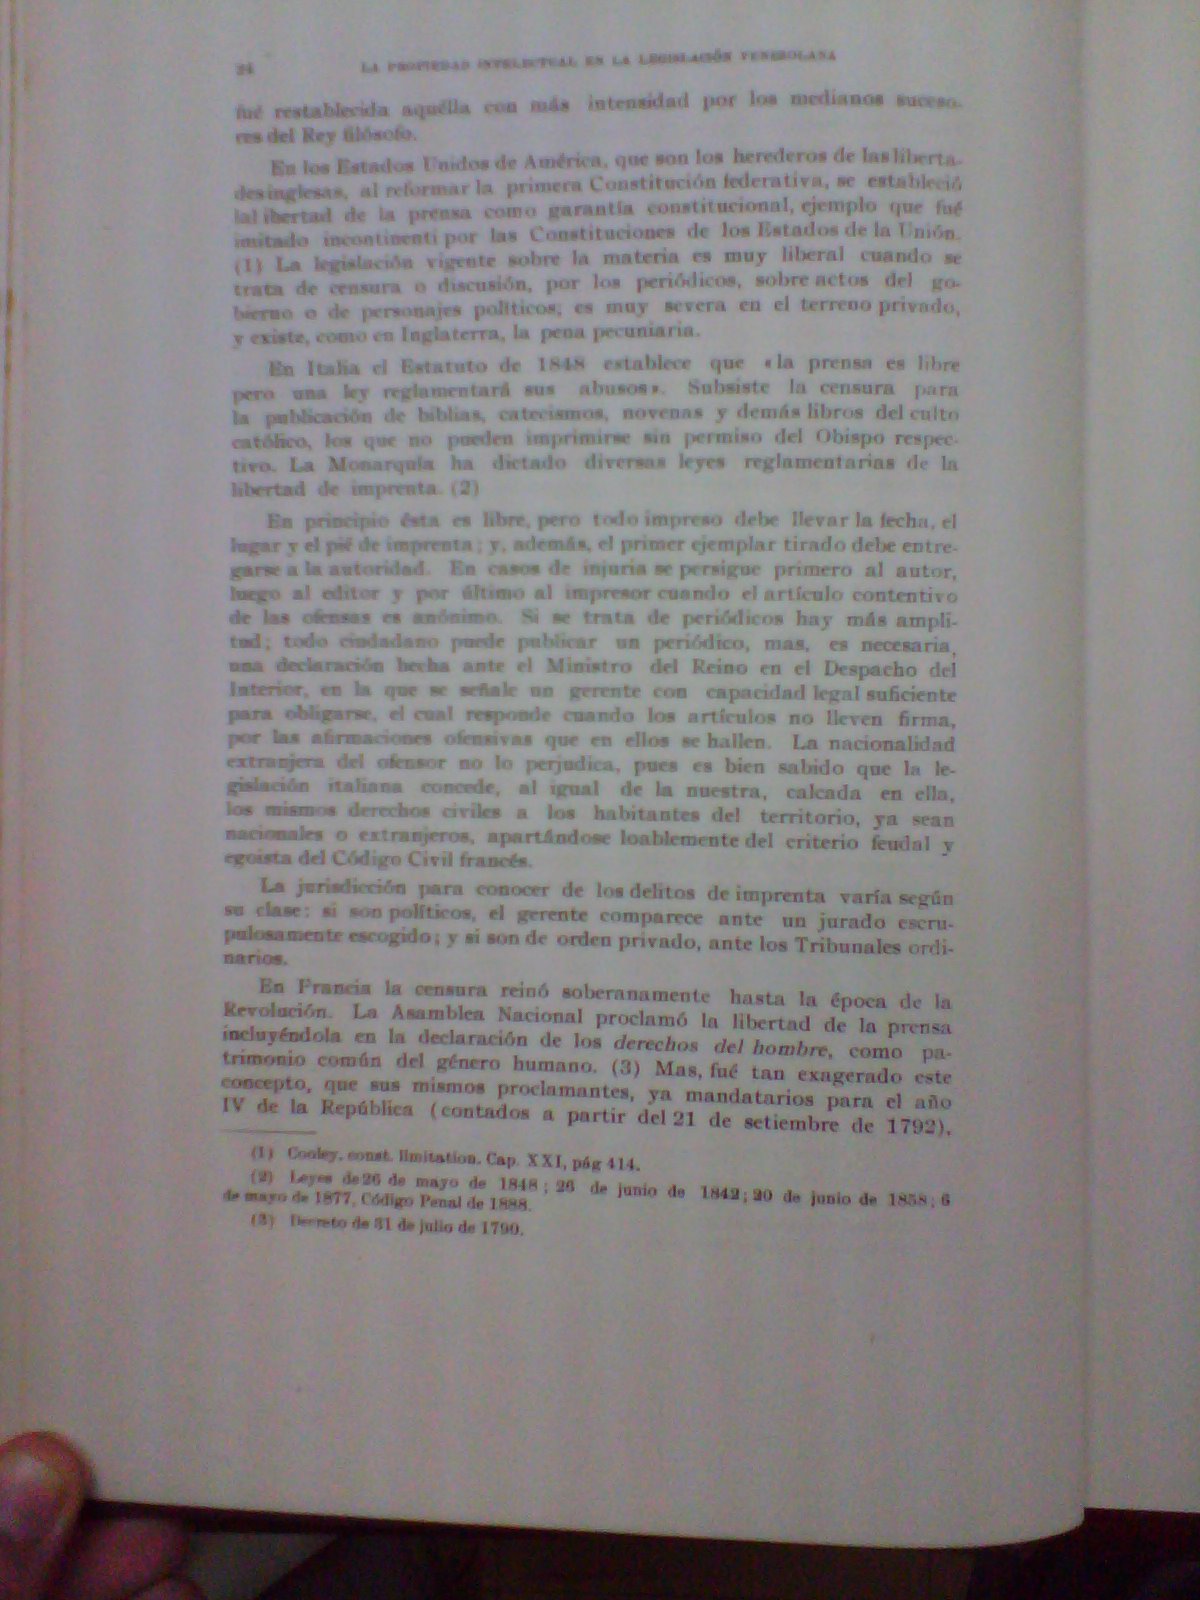 24 LA PROPIEDAD INTELECTUAL EN LA LEGISLACIÓN VENEZOLANA
fué restablecida aquélla con más intensidad por los medianos suceso-
res del Rey filósofo.
En los Estados Unidos de América, que son los herederos de las liberta-
des inglesas, al reformar la primera Constitución federativa, se estableció
la libertad de la prensa como garantía constitucional, ejemplo que fué
imitado incontinenti por las Constituciones de los Estados de la Unión.
(1) La legislación vigente sobre la materia es muy liberal cuando se
trata de censura o discusión, por los periódicos, sobre actos del go-
bierno o de personajes políticos; es muy severa en el terreno privado,
y existe, como en Inglaterra, la pena pecuniaria.
En Italia el Estatuto de 1848 establece que «la prensa es libre
pero una ley reglamentará sus abusos». Subsiste la censura para
la publicación de biblias, catecismos, novenas y demás libros del culto
católico, los que no pueden imprimirse sin permiso del Obispo respec-
tivo. La Monarquía ha dictado diversas leyes reglamentarias de la
libertad de imprenta. (2)
En principio ésta es libre, pero todo impreso debe llevar la fecha, el
lugar y el pié de imprenta; y, además, el primer ejemplar tirado debe entre-
garse a la autoridad. En casos de injuria se persigue primero al autor,
luego al editor y por último al impresor cuando el artículo contentivo
de las ofensas es anónimo. Si se trata de periódicos hay más ampli-
tud; todo ciudadano puede publicar un periódico, mas, es necesaria,
una declaración hecha ante el Ministro del Reino en el Despacho del
Interior, en la que se señale un gerente con capacidad legal suficiente
para obligarse, el cual responde cuando los artículos no lleven firma,
por las afirmaciones ofensivas que en ellos se hallen. La nacionalidad
extranjera del ofensor no lo perjudica, pues es bien sabido que la le-
gislación italiana concede, al igual de la nuestra, calcada en ella,
los mismos derechos civiles a los habitantes del territorio, ya sean
nacionales o extranjeros, apartándose loablemente del criterio feudal y
egoísta del Código Civil francés.
La jurisdicción para conocer de los delitos de imprenta varía según
su clase: si son políticos, el gerente comparece ante un jurado escru-
pulosamente escogido; y si son de orden privado, ante los Tribunales ordi-
narios.
En Francia la censura reinó soberanamente hasta la época de la
Revolución. La Asamblea Nacional proclamó la libertad de la prensa
incluyéndola en la declaración de los derechos del hombre, como pa-
trimonio común del género humano. (3) Mas, fué tan exagerado este
concepto, que sus mismos proclamantes, ya mandatarios para el año
IV de la República (contados a partir del 21 de setiembre de 1792),
(1) Cooley, const. limitation. Cap. XXI, pág 414.
(2) Leyes de 26 de mayo de 1848; 26 de junio de 1842; 20 de junio de 1858; 6
de mayo de 1877, Código Penal de 1888.
(3) Decreto de 31 de julio de 1790.